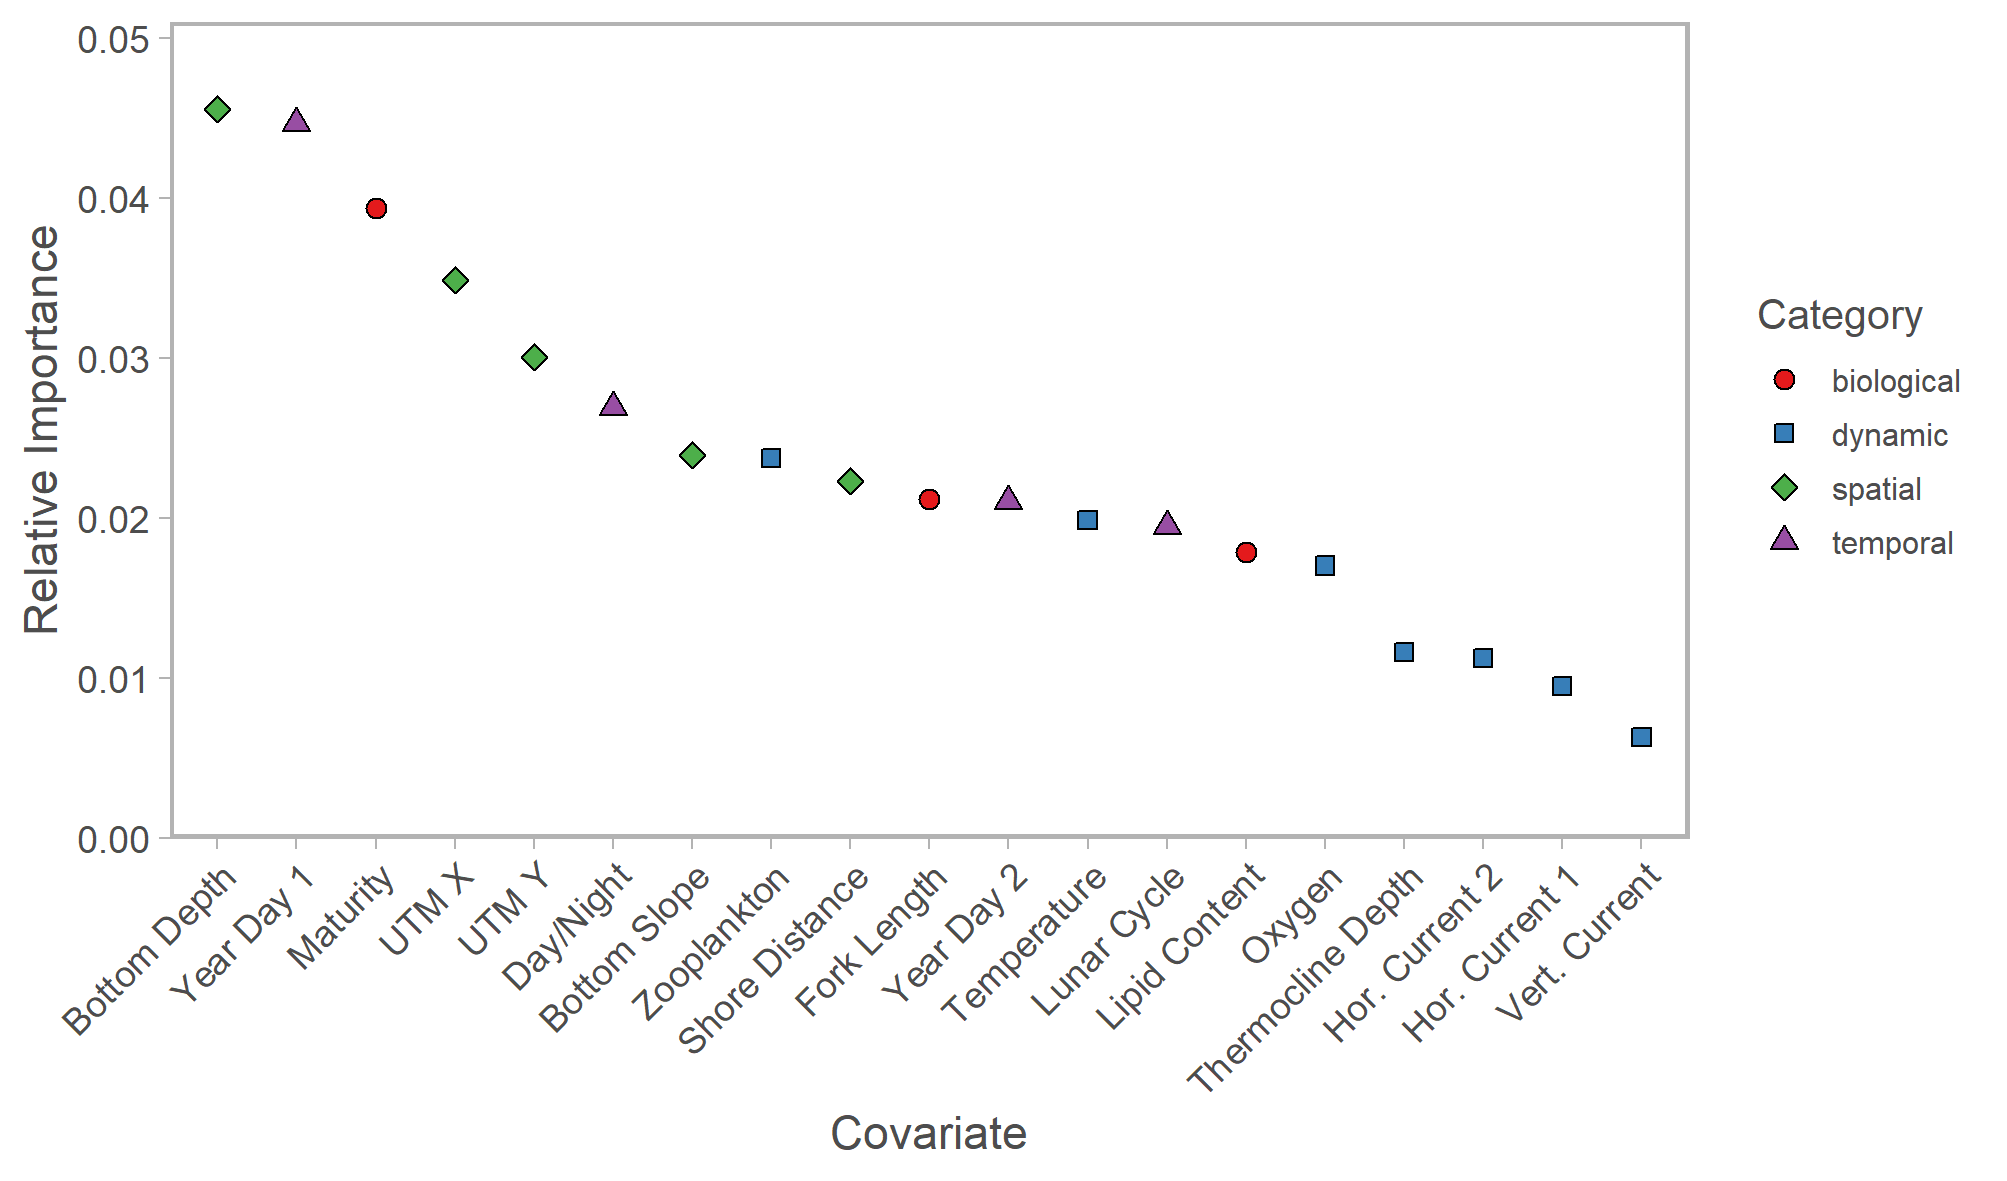 0.05
0.04
0.03
0.02
0.01
0.00
Relative Importance
Bottom Depth
Year Day 1
Maturity
UTM X
UTM Y
Day/Night
Bottom Slope
Zooplankton
Shore Distance
Fork Length
Year Day 2
Temperature
Lunar Cycle
Lipid Content
Oxygen
Thermocline Depth
Hor. Current 2
Hor. Current 1
Vert. Current
Covariate
Category
biological
dynamic
spatial
temporal